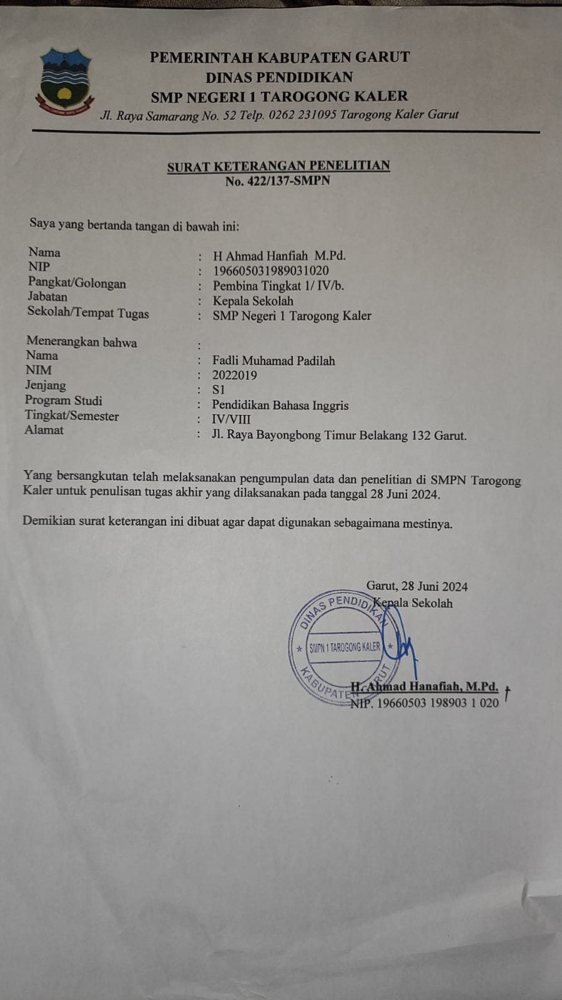 PEMERINTAH KABUPATEN GARUT
DINAS PENDIDIKAN
SMP NEGERI 1 TAROGONG KALER
Jl. Raya Samarang No. 52 Telp. 0262 231095 Tarogong Kaler Garut
SURAT KETERANGAN PENELITIAN
No. 422/137-SMPN
Saya yang bertanda tangan di bawah ini:
Nama : H Ahmad Hanfiah M.Pd.
NIP : 196605031989031020
Pangkat/Golongan : Pembina Tingkat 1/ IV/b.
Jabatan : Kepala Sekolah
Sekolah/Tempat Tugas : SMP Negeri 1 Tarogong Kaler
Menerangkan bahwa :
Nama : Fadli Muhamad Padilah
NIM : 2022019
Jenjang : S1
Program Studi : Pendidikan Bahasa Inggris
Tingkat/Semester : IV/VIII
Alamat : Jl. Raya Bayongbong Timur Belakang 132 Garut.
Yang bersangkutan telah melaksanakan pengumpulan data dan penelitian di SMPN Tarogong
Kaler untuk penulisan tugas akhir yang dilaksanakan pada tanggal 28 Juni 2024.
Demikian surat keterangan ini dibuat agar dapat digunakan sebagaimana mestinya.
Garut, 28 Juni 2024
Kepala Sekolah
DINAS PENDIDIKAN
SMPN 1 TAROGONG KALER
KABUPATEN GARUT
H. Ahmad Hanafiah, M.Pd.
NIP. 19660503 198903 1 020